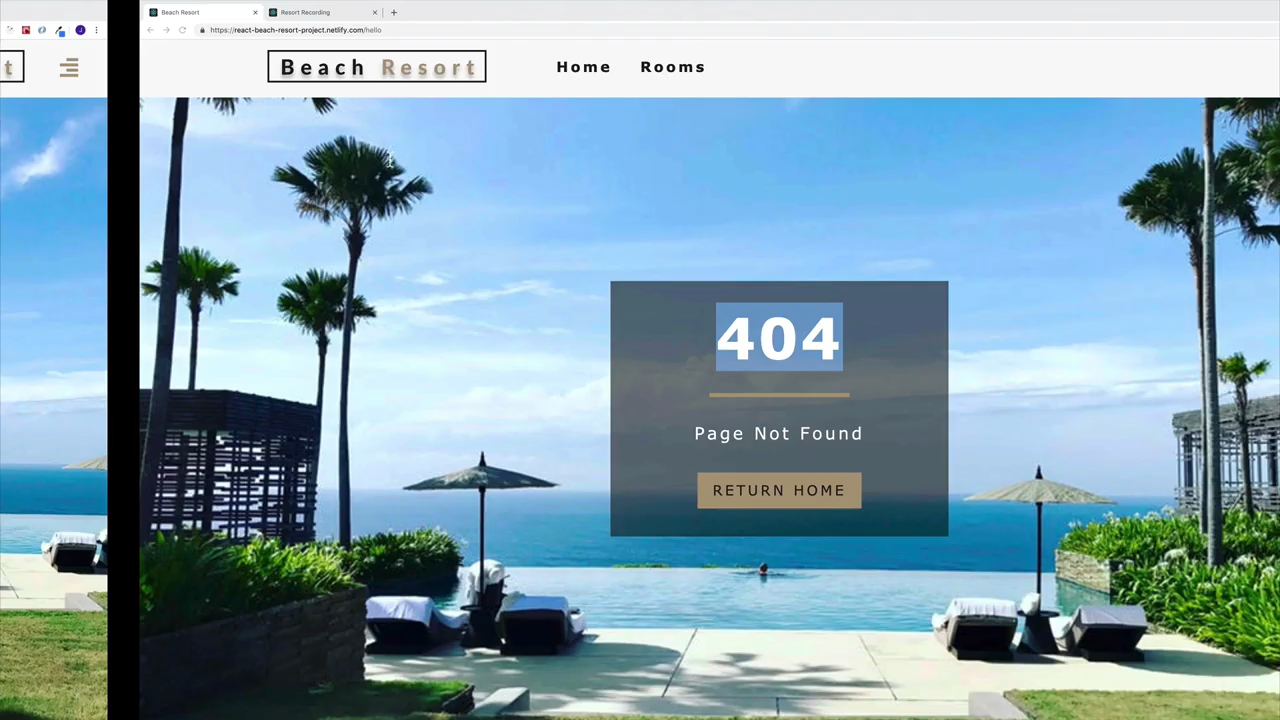 Beach Resort
Resort Recording
https://react-beach-resort-project.netlify.com/hello
J
t
Beach Resort
Home
Rooms
404
Page Not Found
RETURN HOME